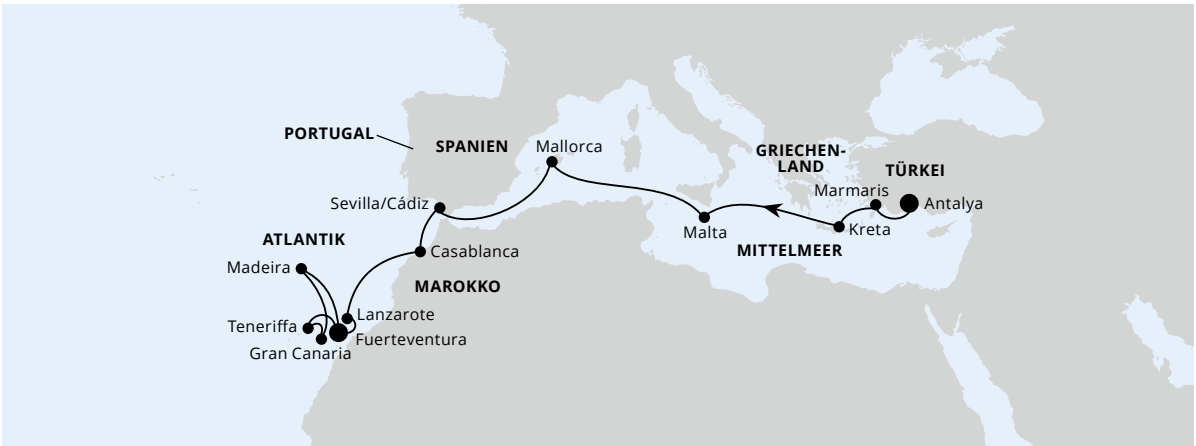 PORTUGAL
SPANIEN
Mallorca
GRIECHEN-
LAND
TÜRKEI
Marmaris
Antalya
Sevilla/Cádiz
Kreta
Malta
MITTELMEER
ATLANTIK
Casablanca
Madeira
MAROKKO
Lanzarote
Teneriffa
Fuerteventura
Gran Canaria